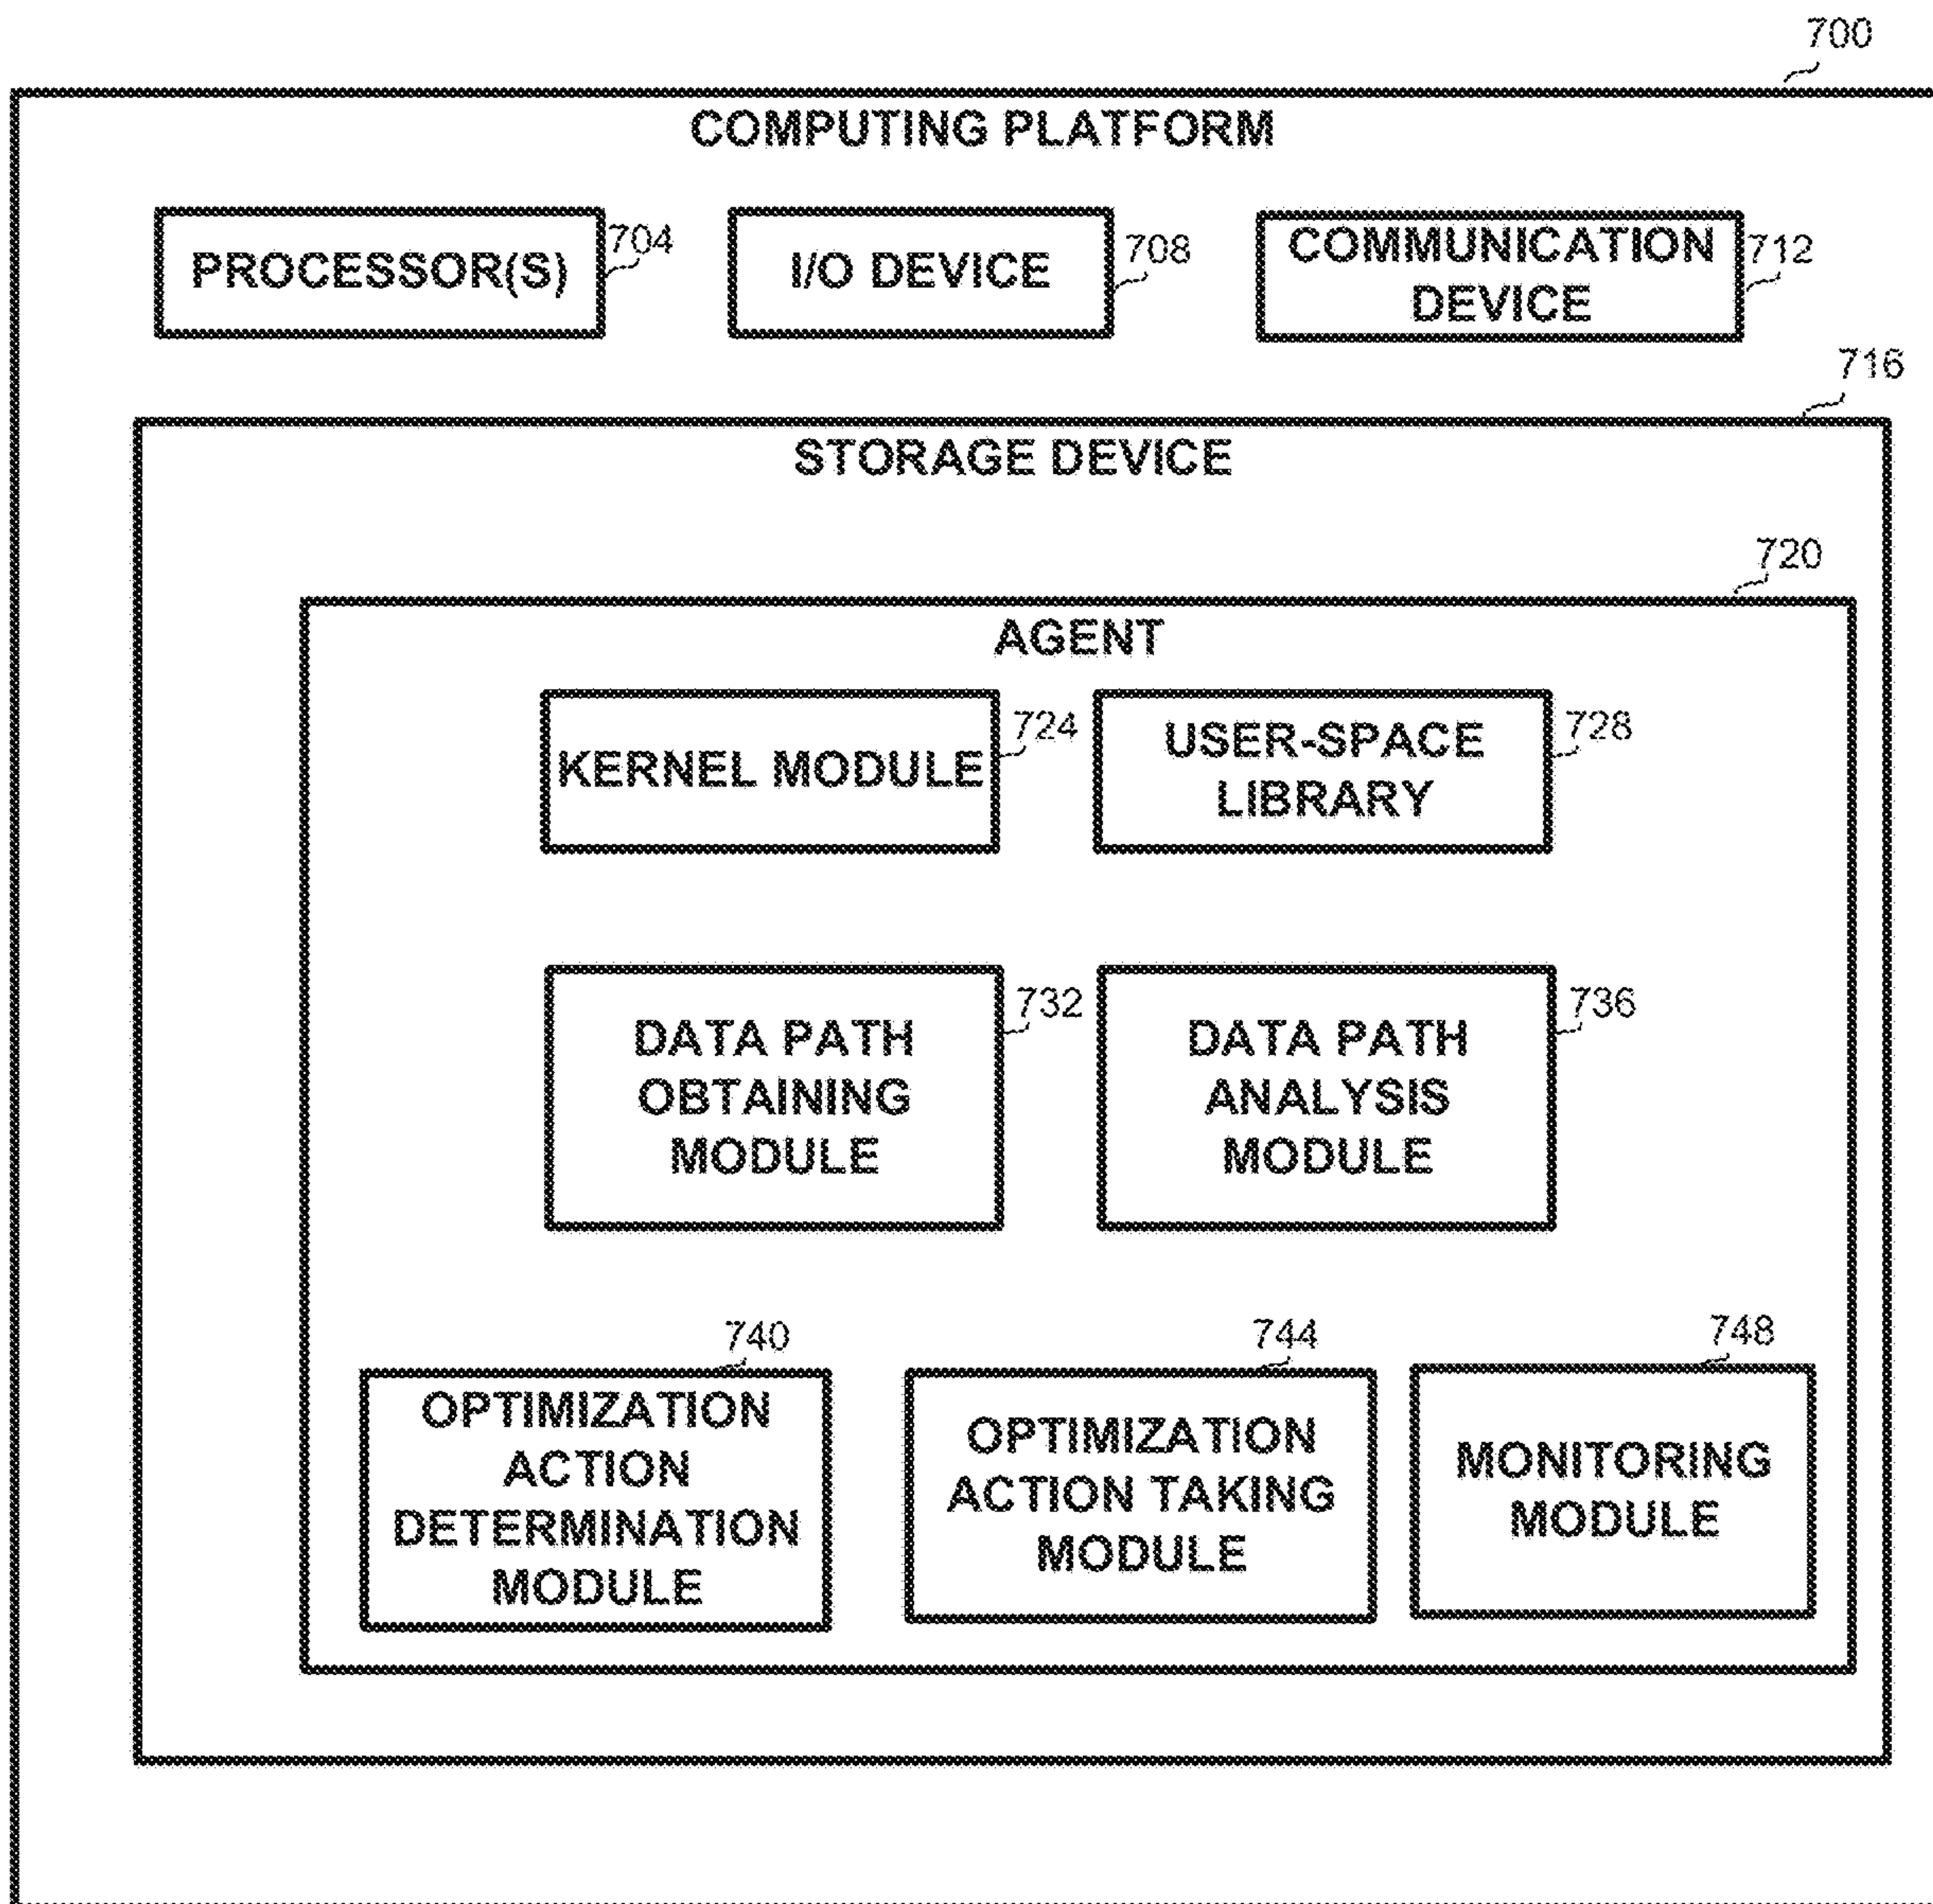 700
COMPUTING PLATFORM
PROCESSOR(S)
704
I/O DEVICE
708
COMMUNICATION
DEVICE
712
716
STORAGE DEVICE
720
AGENT
KERNEL MODULE
724
USER-SPACE
LIBRARY
728
DATA PATH
OBTAINING
MODULE
732
DATA PATH
ANALYSIS
MODULE
736
740
OPTIMIZATION
ACTION
DETERMINATION
MODULE
744
OPTIMIZATION
ACTION TAKING
MODULE
748
MONITORING
MODULE